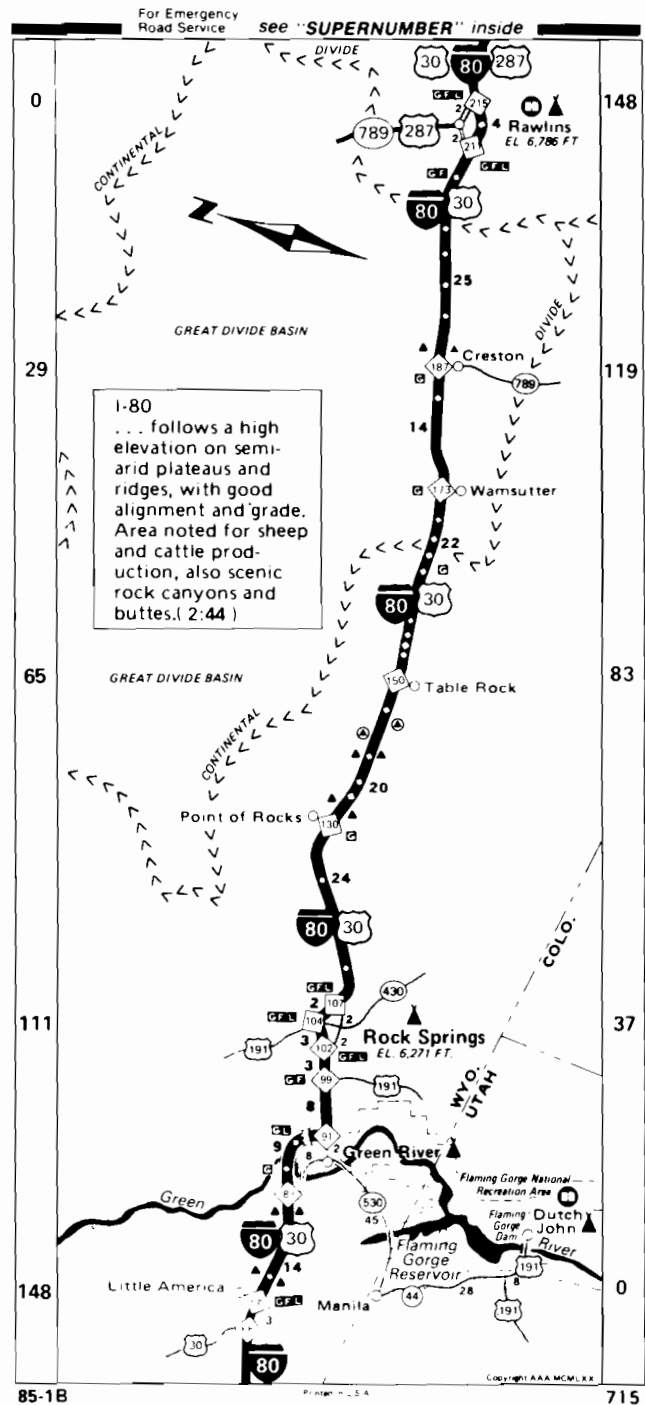 For Emergency
Road Service
see "SUPERNUMBER" inside
DIVIDE
30
80
287
0
148
CONTINENTAL
G F L
215
2
4
789
287
Rawlins
2
EL 6,786 FT
211
G F
G F L
N
80
30
25
DIVIDE
GREAT DIVIDE BASIN
Creston
29
187
119
G
789
I-80
... follows a high
elevation on semi-
arid plateaus and
ridges, with good
alignment and grade.
Area noted for sheep
and cattle prod-
uction, also scenic
rock canyons and
buttes.( 2:44 )
14
G
173
Wamsutter
22
G
80
30
65
GREAT DIVIDE BASIN
150
Table Rock
83
CONTINENTAL
20
Point of Rocks
130
G
24
80
30
COLO.
G F L
107
430
111
G F L
104
2
2
37
Rock Springs
191
3
102
2
EL. 6,271 FT.
G F L
3
G F
99
191
WYO.
UTAH
8
G L
91
9
2
8
Green River
G
Flaming Gorge National
Recreation Area
Green
530
45
Flaming
Gorge
Dam
Dutch
John
River
80
30
Flaming
Gorge
Reservoir
14
191
Little America
148
Manila
28
8
0
G F L
44
3
191
30
80
Copyright AAA MCMLXX
85-1B
Printed in U.S.A.
715